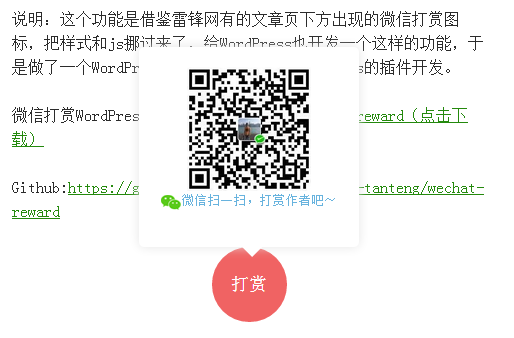 说明：这个功能是借鉴雷锋网有的文章页下方出现的微信打赏图
标，把样式和js挪过来了。给WordPress也开发一个这样的功能，于
是做了一个WordPr s的插件开发。
微信打赏WordPres eward（点击下
载）
Github:https://g -tanteng/wechat-
reward
微信扫一扫，打赏作者吧～
打赏